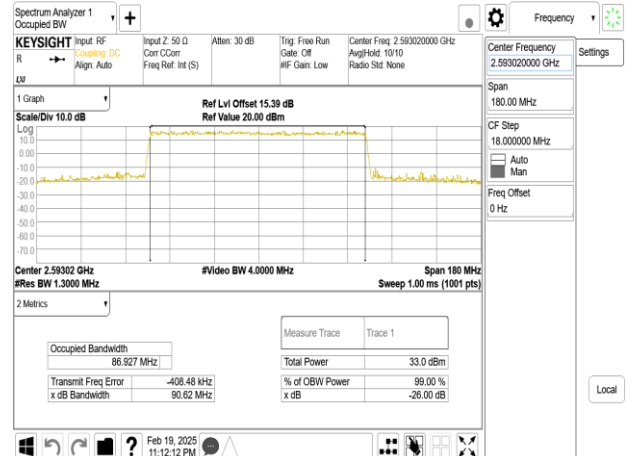 Spectrum Analyzer 1
Occupied BW
Frequency
KEYSIGHT
R
LXI
Input: RF
Coupling: DC
Align: Auto
Input Z: 50 Ω
Corr CCorr
Freq Ref: Int (S)
Atten: 30 dB
Trig: Free Run
Gate: Off
#IF Gain: Low
Center Freq: 2.593020000 GHz
Avg|Hold: 10/10
Radio Std: None
Center Frequency
2.593020000 GHz
Settings
Span
180.00 MHz
CF Step
18.000000 MHz
Auto
Man
Freq Offset
0 Hz
1 Graph
Scale/Div 10.0 dB
Ref Lvl Offset 15.39 dB
Ref Value 20.00 dBm
Log
10.0
0.00
-10.0
-20.0
-30.0
-40.0
-50.0
-60.0
-70.0
Center 2.59302 GHz
#Video BW 4.0000 MHz
Span 180 MHz
#Res BW 1.3000 MHz
Sweep 1.00 ms (1001 pts)
2 Metrics
Measure Trace
Trace 1
Occupied Bandwidth
86.927 MHz
Total Power
33.0 dBm
Transmit Freq Error
-408.48 kHz
% of OBW Power
99.00 %
x dB Bandwidth
90.62 MHz
x dB
-26.00 dB
Local
?
Feb 19, 2025
11:12:12 PM